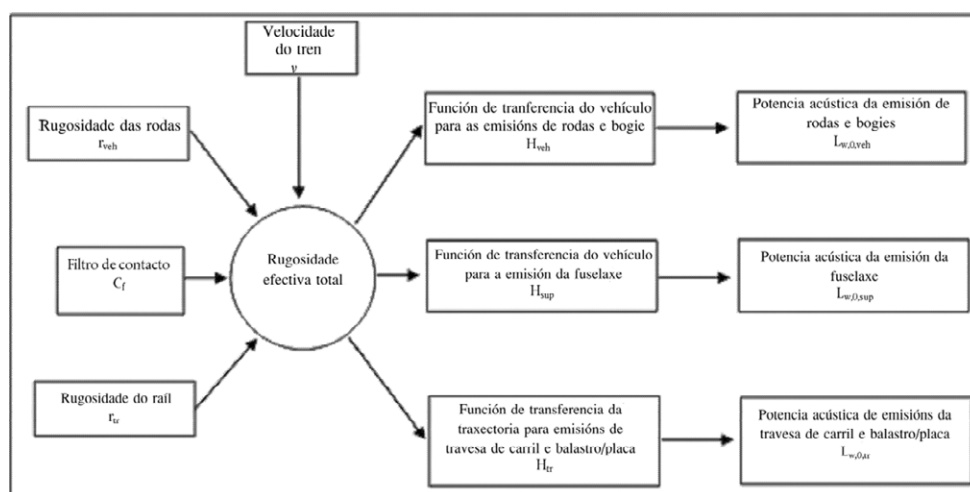 Velocidade
do tren
v
Rugosidade das rodas
r_veh
Filtro de contacto
C_f
Rugosidade do raíl
r_tr
Rugosidade
efectiva total
Función de tranferencia do vehículo
para as emisións de rodas e bogie
H_veh
Función de transferencia do vehículo
para a emisión da fuselaxe
H_sup
Función de transferencia da
traxectoria para emisións de
travesa de carril e balastro/placa
H_tr
Potencia acústica da emisión de
rodas e bogies
L_w,0,veh
Potencia acústica da emisión da
fuselaxe
L_w,0,sup
Potencia acústica de emisións da
travesa de carril e balastro/placa
L_w,0,tr